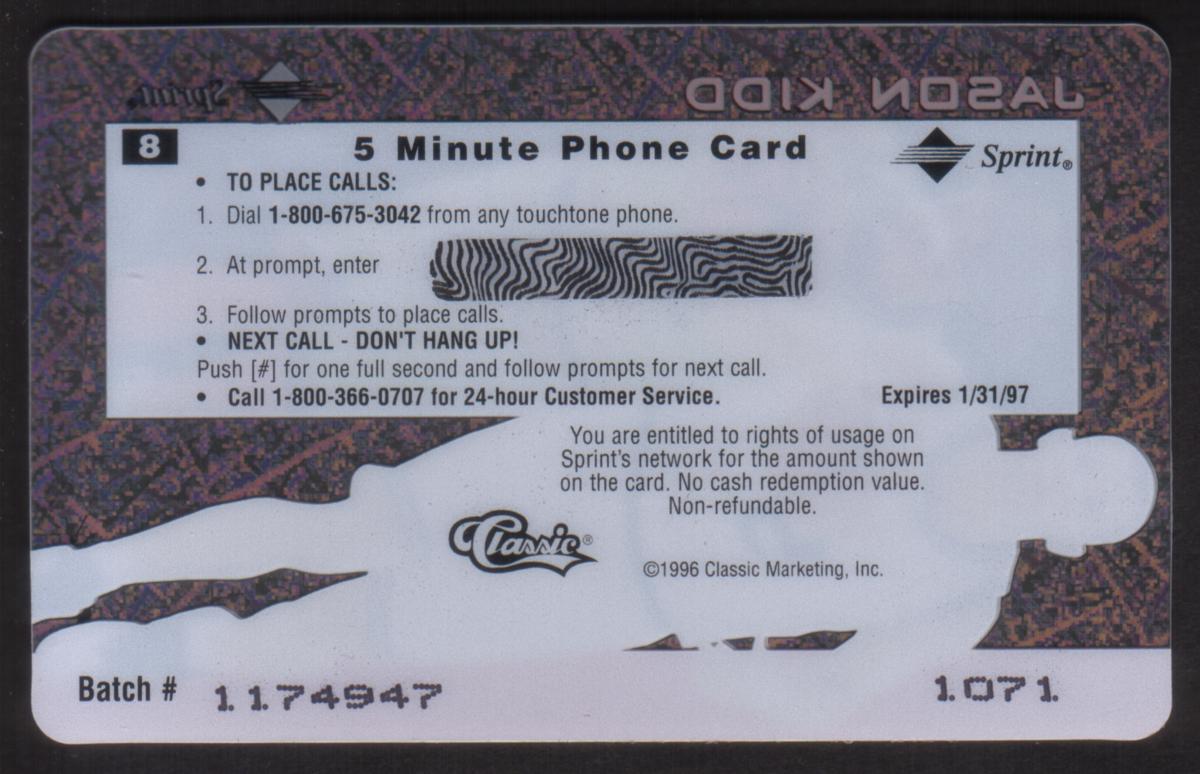 Sprint
JASON KIDD
8
5 Minute Phone Card
Sprint®
• TO PLACE CALLS:
1. Dial 1-800-675-3042 from any touchtone phone.
2. At prompt, enter
3. Follow prompts to place calls.
• NEXT CALL - DON'T HANG UP!
Push [#] for one full second and follow prompts for next call.
• Call 1-800-366-0707 for 24-hour Customer Service.
Expires 1/31/97
You are entitled to rights of usage on
Sprint's network for the amount shown
on the card. No cash redemption value.
Non-refundable.
Classic®
©1996 Classic Marketing, Inc.
Batch # 1174947
1071